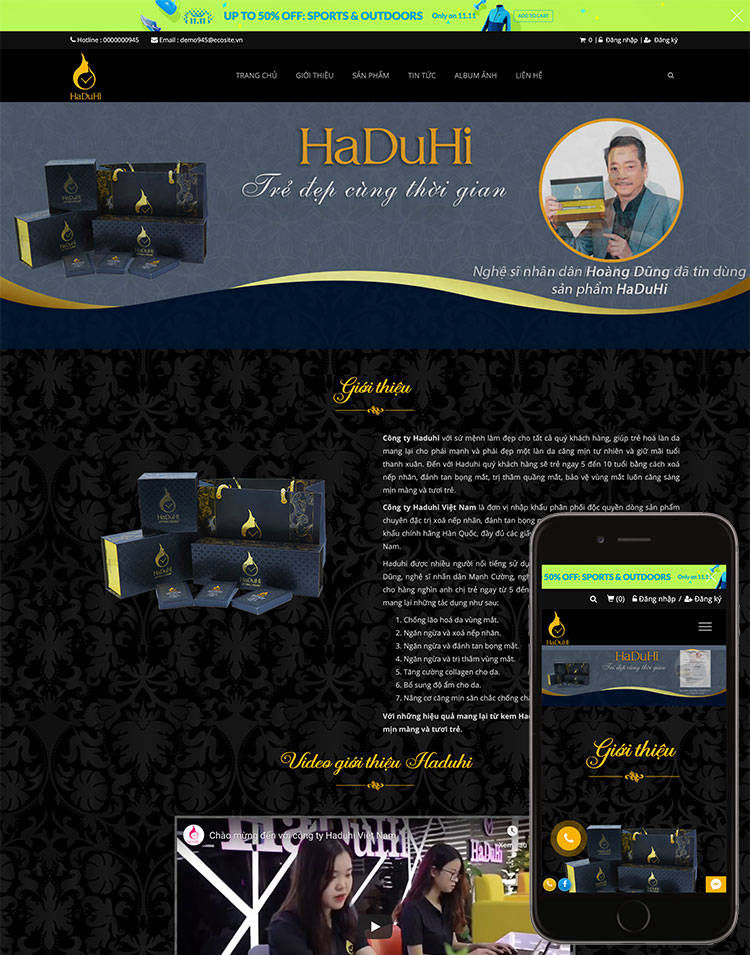 11.11
UP TO 50% OFF: SPORTS & OUTDOORS
Only on 11.11
ADD TO CART
Hotline : 0000000945
Email : demo945@ecosite.vn
0 | Đăng nhập | Đăng ký
HaDuHi
TRANG CHỦ
GIỚI THIỆU
SẢN PHẨM
TIN TỨC
ALBUM ẢNH
LIÊN HỆ
HaDuHi
Trẻ đẹp cùng thời gian
HaDuHi
HaDuHi
HaDuHi
Nghệ sĩ nhân dân Hoàng Dũng đã tin dùng
sản phẩm HaDuHi
Giới thiệu
Công ty Haduhi với sứ mệnh làm đẹp cho tất cả quý khách hàng, giúp trẻ hoá làn da
mang lại cho phái mạnh và phái đẹp một làn da căng mịn tự nhiên và giữ mãi tuổi
thanh xuân. Đến với Haduhi quý khách hàng sẽ trẻ ngay 5 đến 10 tuổi bằng cách xoá
nếp nhăn, đánh tan bọng mắt, trị thâm quầng mắt, bảo vệ vùng mắt luôn căng sáng
mịn màng và tươi trẻ.
Công ty Haduhi Việt Nam là đơn vị nhập khẩu phân phối độc quyền dòng sản phẩm
chuyên đặc trị xoá nếp nhăn, đánh tan bọng m
khẩu chính hãng Hàn Quốc, đầy đủ các giấ
Nam.
Haduhi được nhiều người nổi tiếng sử dụ
Dũng, nghệ sĩ nhân dân Mạnh Cường, ngh
cho hàng nghìn anh chị trẻ ngay từ 5 đến
mang lại những tác dụng như sau:
1. Chống lão hoá da vùng mắt.
2. Ngăn ngừa và xoá nếp nhăn.
3. Ngăn ngừa và đánh tan bọng mắt.
4. Ngăn ngừa và trị thâm vùng mắt.
5. Tăng cường collagen cho da.
6. Bổ sung độ ẩm cho da.
7. Nâng cơ căng mịn săn chắc chống ch
Với những hiệu quả mang lại từ kem Had
mịn màng và tươi trẻ.
HaDuHi
HaDuHi
HaDuHi
HaDuHi
Video giới thiệu Haduhi
Chào mừng đến với công ty Haduhi Việt Nam
Xem sau
HaDuHi
HaDuHi
50% OFF: SPORTS & OUTDOORS
Only on 11.11
(0) Đăng nhập / Đăng ký
HaDuHi
HaDuHi
Trẻ đẹp cùng thời gian
Giới thiệu